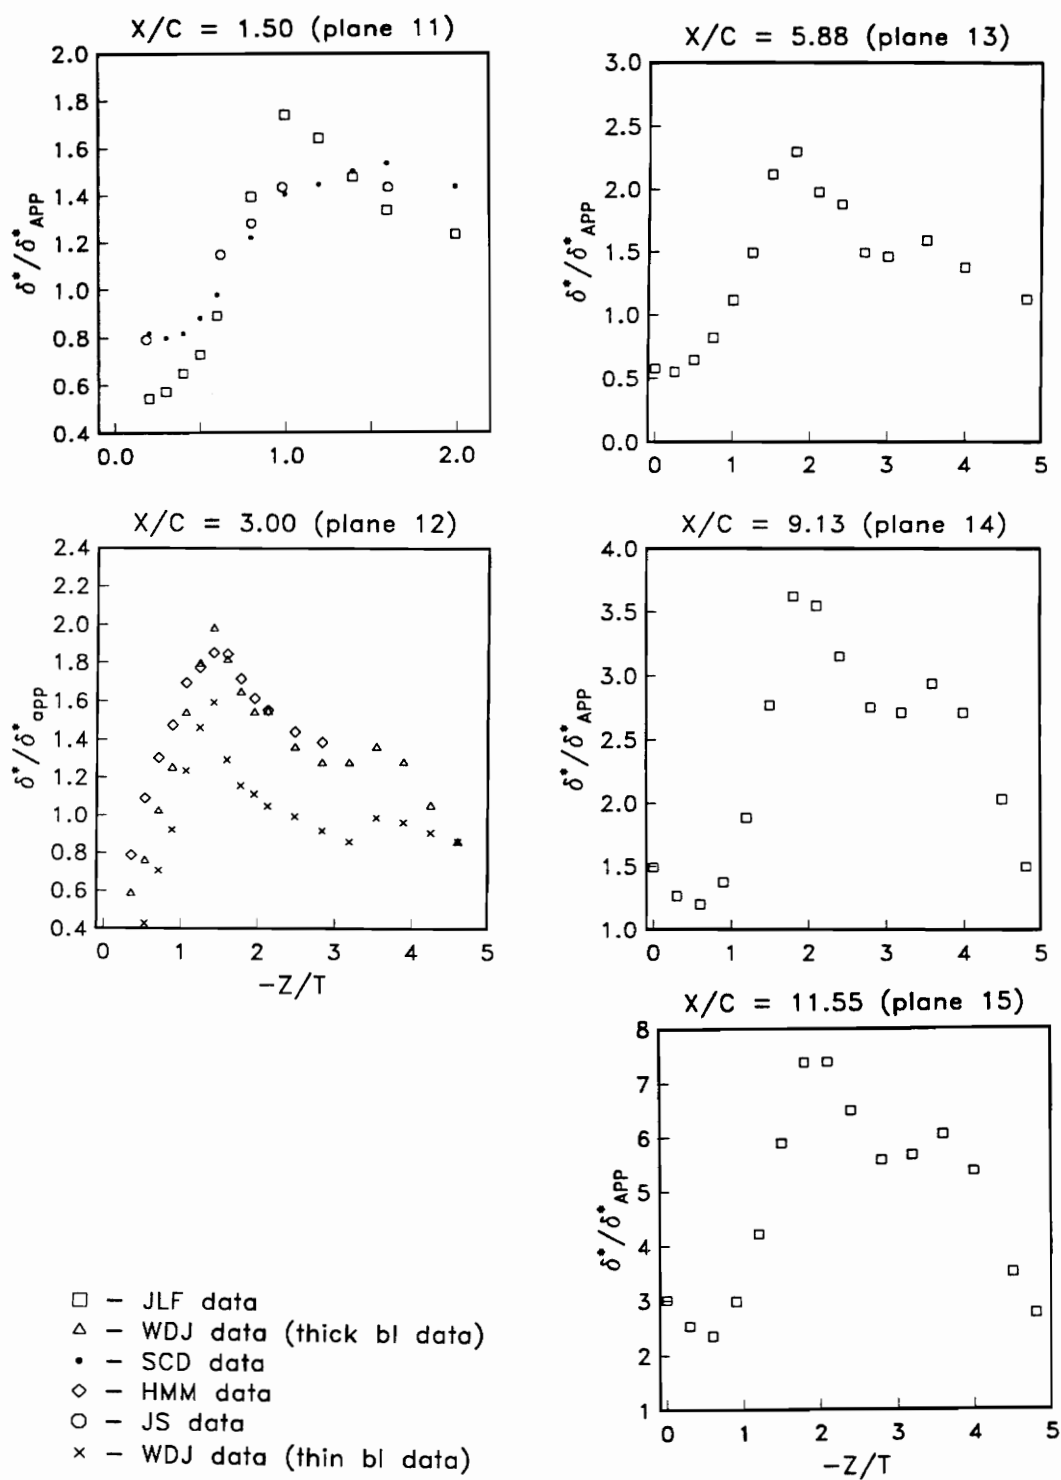 X/C = 1.50 (plane 11)
2.0
1.8
1.6
1.4
1.2
1.0
0.8
0.6
0.4
δ*/δ*APP
0.0 1.0 2.0
X/C = 5.88 (plane 13)
3.0
2.5
2.0
1.5
1.0
0.5
0.0
δ*/δ*APP
0 1 2 3 4 5
X/C = 3.00 (plane 12)
2.4
2.2
2.0
1.8
1.6
1.4
1.2
1.0
0.8
0.6
0.4
δ*/δ*app
0 1 2 3 4 5
-Z/T
X/C = 9.13 (plane 14)
4.0
3.5
3.0
2.5
2.0
1.5
1.0
δ*/δ*APP
0 1 2 3 4 5
X/C = 11.55 (plane 15)
8
7
6
5
4
3
2
1
δ*/δ*APP
0 1 2 3 4 5
-Z/T
□ – JLF data
△ – WDJ data (thick bl data)
• – SCD data
◇ – HMM data
○ – JS data
× – WDJ data (thin bl data)